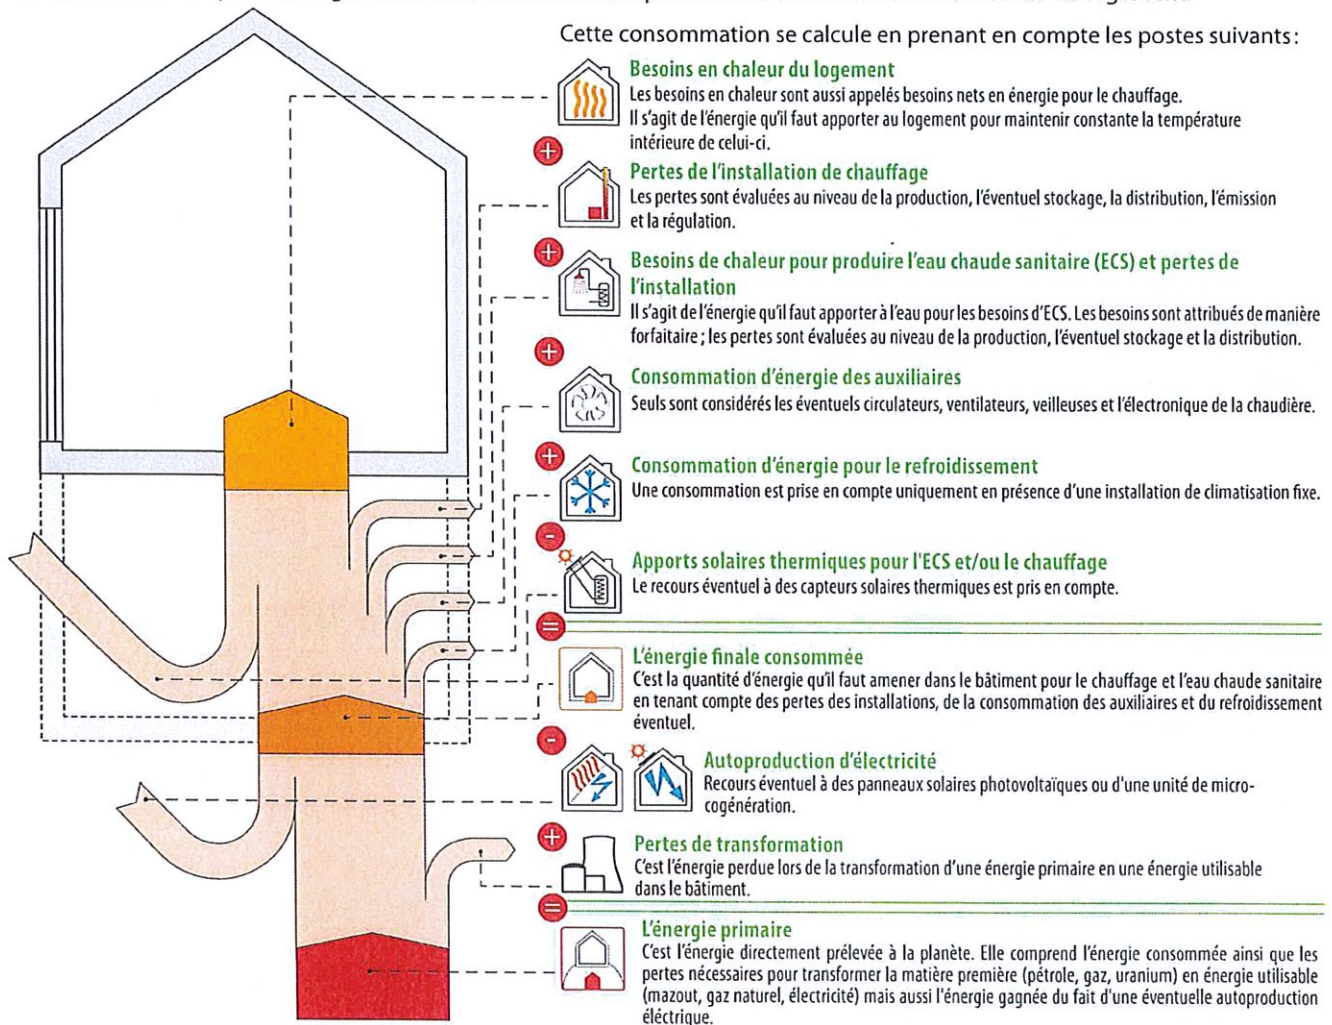 Cette consommation se calcule en prenant en compte les postes suivants :
Besoins en chaleur du logement
Les besoins en chaleur sont aussi appelés besoins nets en énergie pour le chauffage.
Il s'agit de l'énergie qu'il faut apporter au logement pour maintenir constante la température
intérieure de celui-ci.
+
Pertes de l'installation de chauffage
Les pertes sont évaluées au niveau de la production, l'éventuel stockage, la distribution, l'émission
et la régulation.
+
Besoins de chaleur pour produire l'eau chaude sanitaire (ECS) et pertes de
l'installation
Il s'agit de l'énergie qu'il faut apporter à l'eau pour les besoins d'ECS. Les besoins sont attribués de manière
forfaitaire ; les pertes sont évaluées au niveau de la production, l'éventuel stockage et la distribution.
+
Consommation d'énergie des auxiliaires
Seuls sont considérés les éventuels circulateurs, ventilateurs, veilleuses et l'électronique de la chaudière.
+
Consommation d'énergie pour le refroidissement
Une consommation est prise en compte uniquement en présence d'une installation de climatisation fixe.
-
Apports solaires thermiques pour l'ECS et/ou le chauffage
Le recours éventuel à des capteurs solaires thermiques est pris en compte.
=
L'énergie finale consommée
C'est la quantité d'énergie qu'il faut amener dans le bâtiment pour le chauffage et l'eau chaude sanitaire
en tenant compte des pertes des installations, de la consommation des auxiliaires et du refroidissement
éventuel.
-
Autoproduction d'électricité
Recours éventuel à des panneaux solaires photovoltaïques ou d'une unité de micro-
cogénération.
+
Pertes de transformation
C'est l'énergie perdue lors de la transformation d'une énergie primaire en une énergie utilisable
dans le bâtiment.
=
L'énergie primaire
C'est l'énergie directement prélevée à la planète. Elle comprend l'énergie consommée ainsi que les
pertes nécessaires pour transformer la matière première (pétrole, gaz, uranium) en énergie utilisable
(mazout, gaz naturel, électricité) mais aussi l'énergie gagnée du fait d'une éventuelle autoproduction
éléctrique.